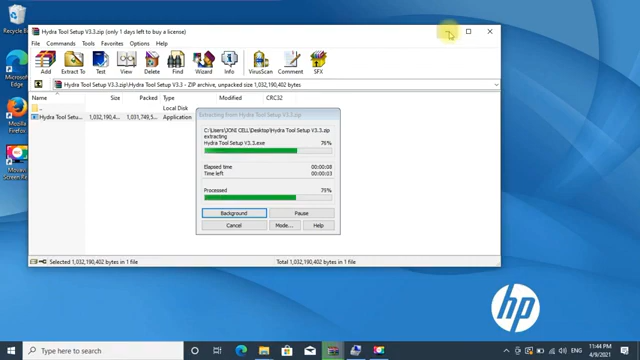 Recycle Bin
Microsoft Edge
Mozilla Firefox
Movavi Screen Rec
Hydra Tool Setup V3.3.zip (only 1 days left to buy a license)
File Commands Tools Favorites Options Help
Add Extract To Test View Delete Find Wizard Info VirusScan Comment SFX
Hydra Tool Setup V3.3.zip\Hydra Tool Setup V3.3 - ZIP archive, unpacked size 1,032,190,402 bytes
Name Size Packed Type Modified CRC32
.. Local Disk
Hydra Tool Setu... 1,032,190,4... 1,031,749,5... Application
Extracting from Hydra Tool Setup V3.3.zip
C:\Users\JONI CELL\Desktop\Hydra Tool Setup V3.3.zip
extracting
Hydra Tool Setup V3.3.exe 76%
Elapsed time 00:00:08
Time left 00:00:03
Processed 79%
Background Pause
Cancel Mode... Help
Selected 1,032,190,402 bytes in 1 file Total 1,032,190,402 bytes in 1 file
hp
Type here to search
ENG
11:44 PM
4/9/2021